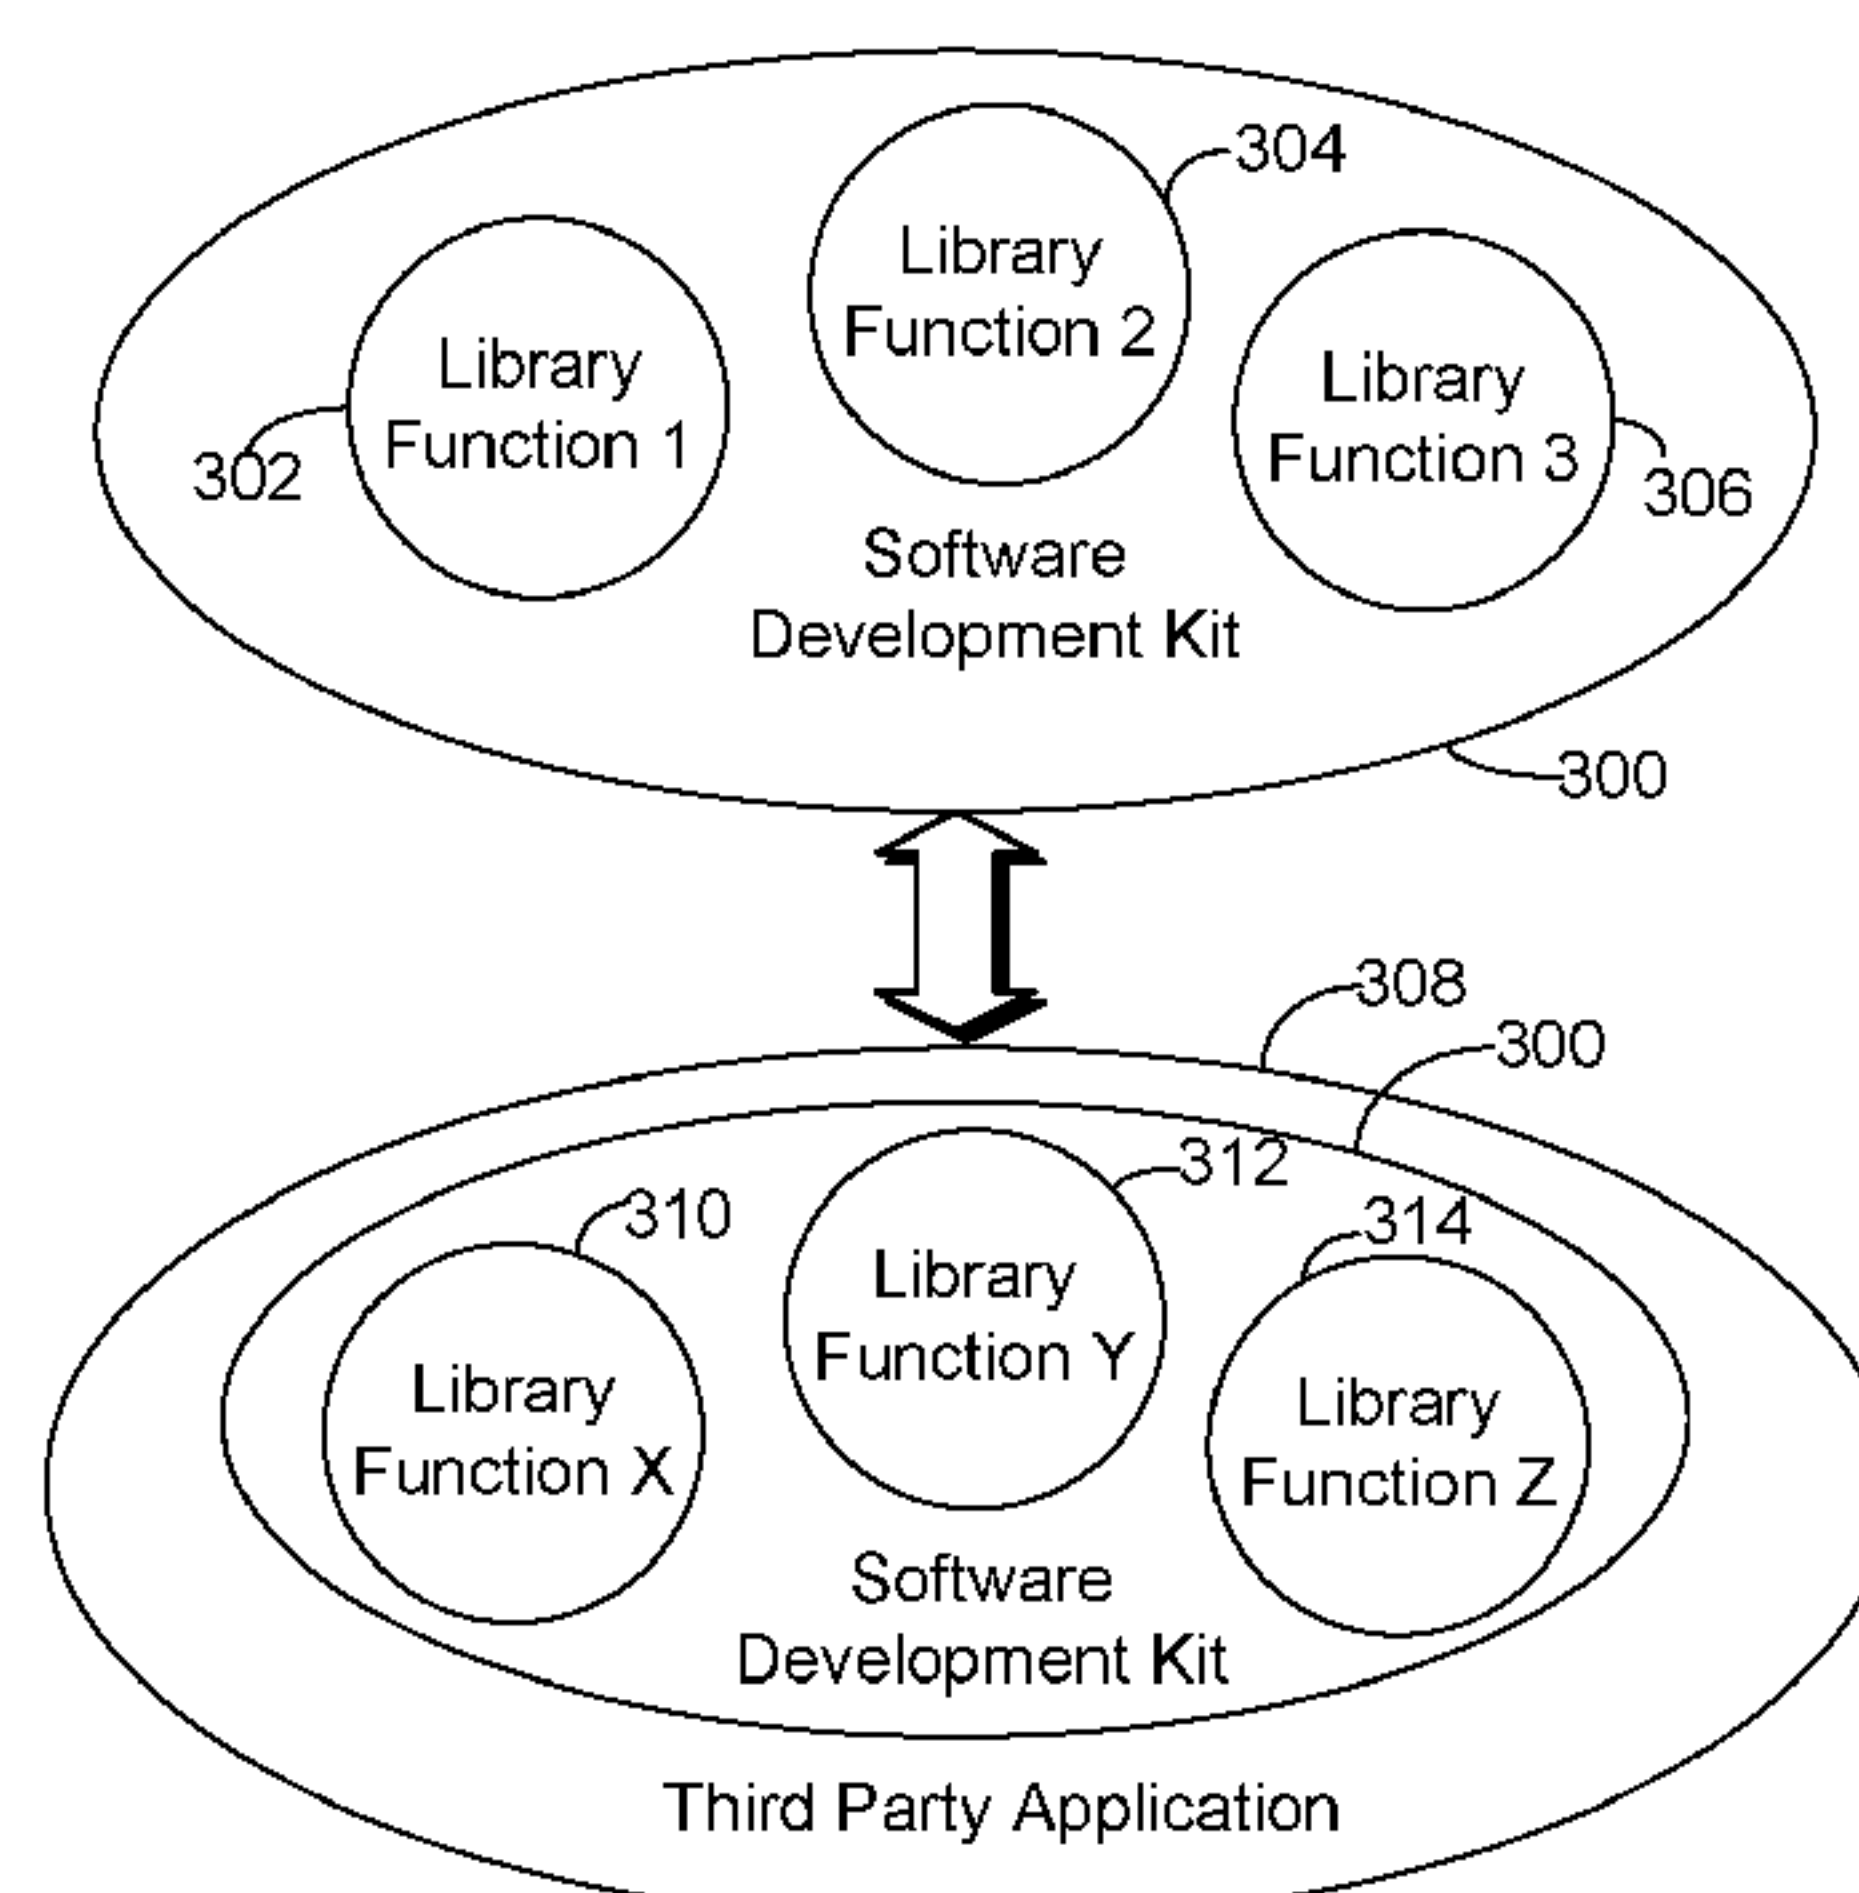 304
Library
Function 2
Library
Function 1
302
Library
Function 3
306
Software
Development Kit
300
308
300
312
310
314
Library
Function Y
Library
Function X
Library
Function Z
Software
Development Kit
Third Party Application